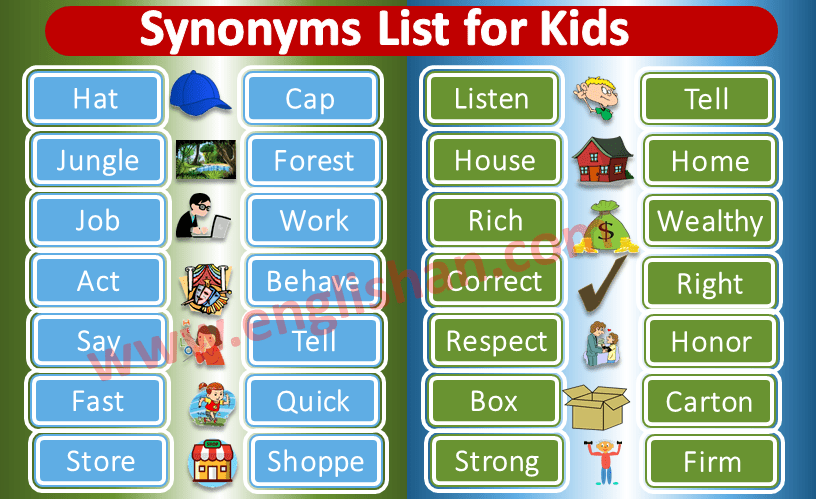 Synonyms List for Kids
Hat Cap Listen Tell
Jungle Forest House Home
Job Work Rich Wealthy
Act Behave Correct Right
Say Tell Respect Honor
Fast Quick Box Carton
Store Shoppe Strong Firm
www.englishan.com